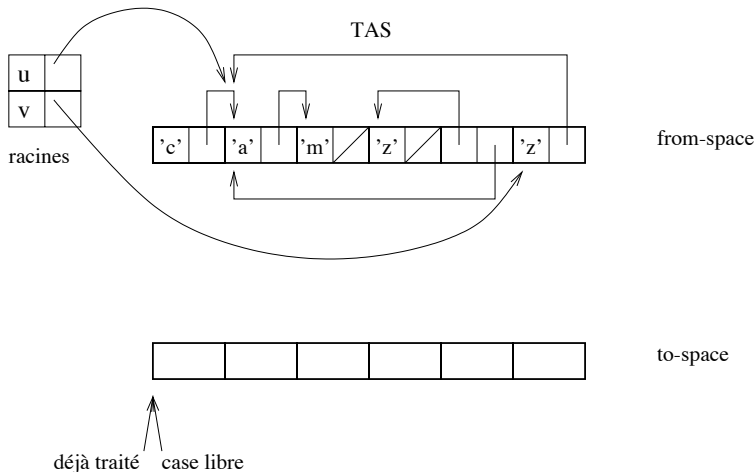 TAS
u
v
racines
'c' 'a' 'm' 'z' 'z'
from-space
to-space
déjà traité case libre